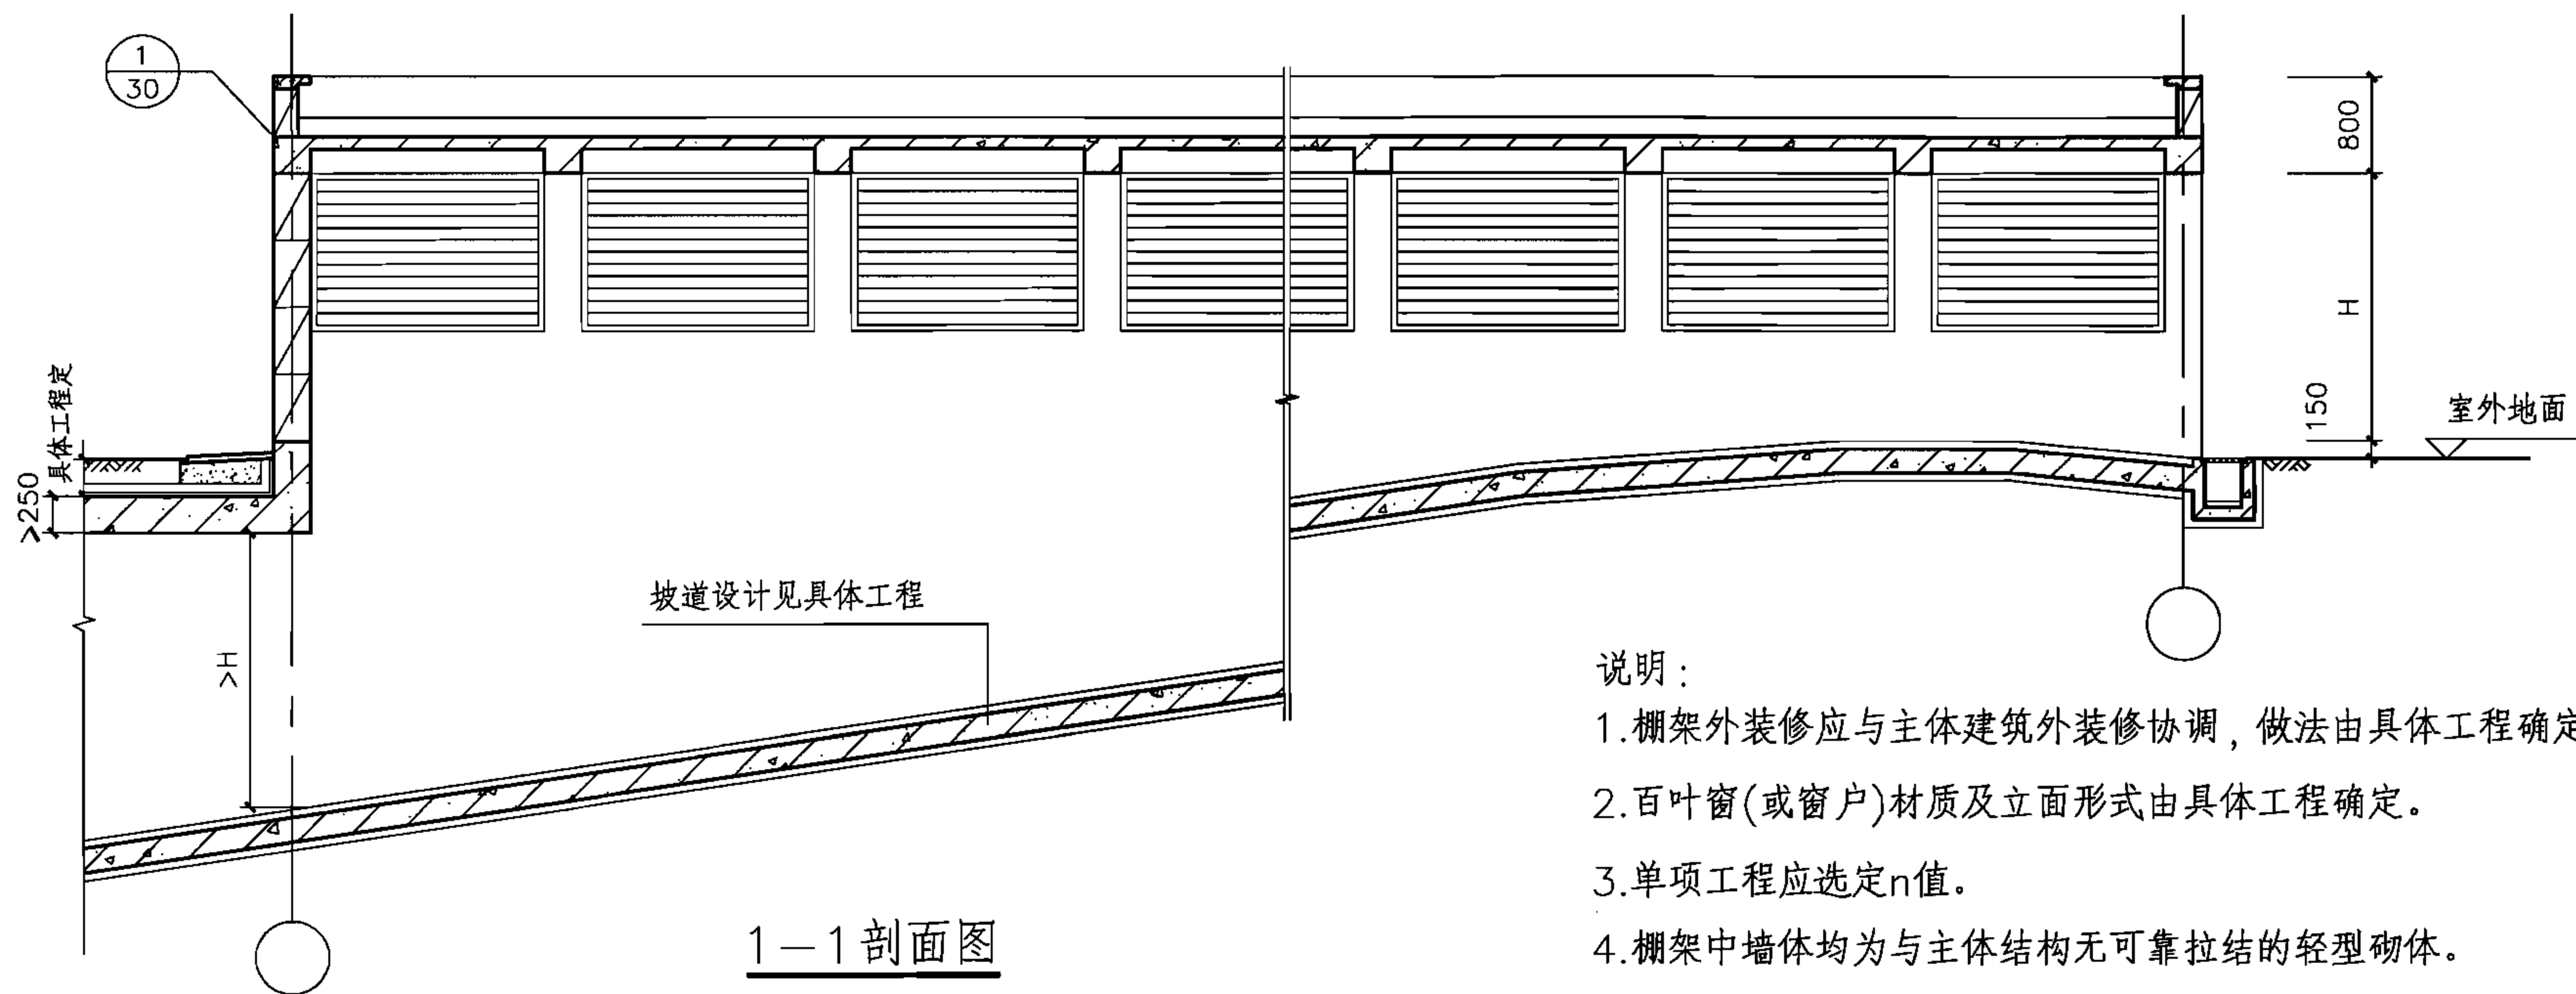 1
30
800
H
150
室外地面
具体工程定
>250
>H
坡道设计见具体工程
1—1剖面图
说明：
1.棚架外装修应与主体建筑外装修协调，做法由具体工程确定
2.百叶窗(或窗户)材质及立面形式由具体工程确定。
3.单项工程应选定n值。
4.棚架中墙体均为与主体结构无可靠拉结的轻型砌体。